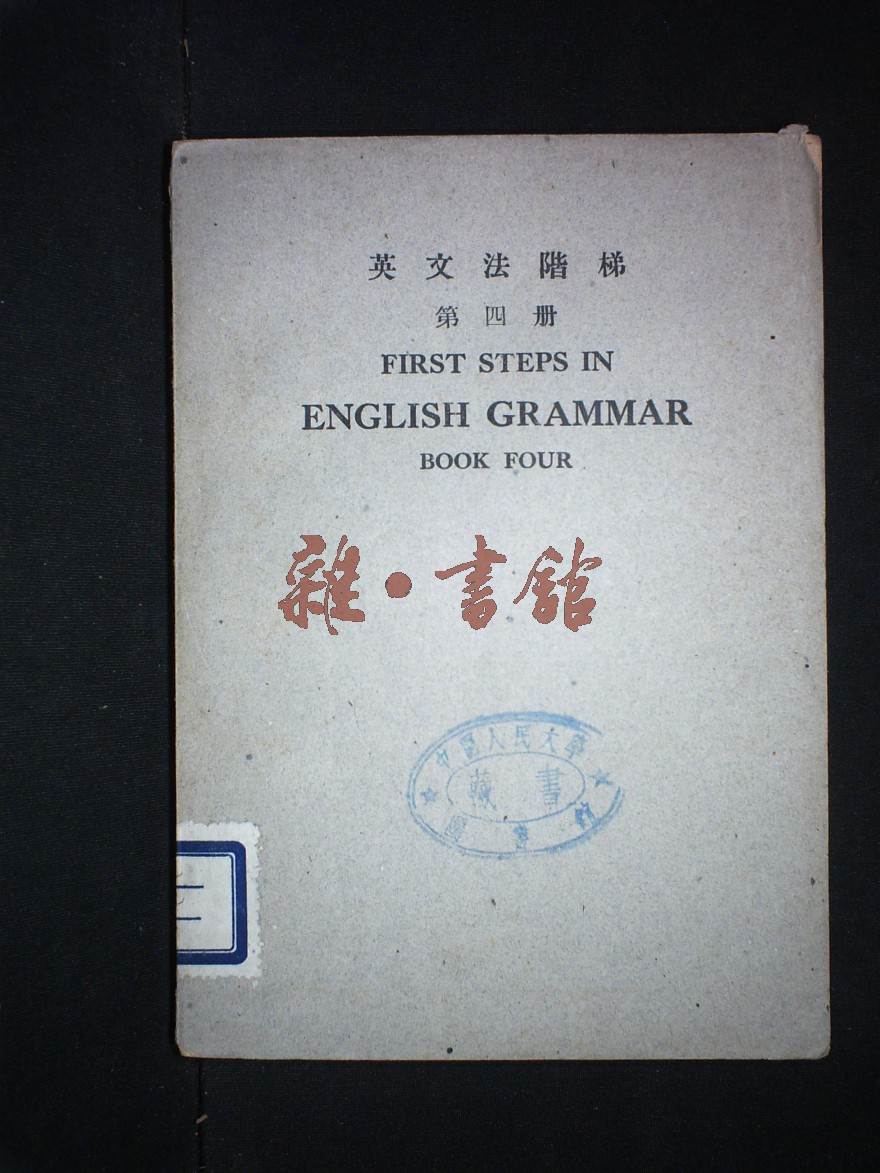 英文法階梯
第四册
FIRST STEPS IN
ENGLISH GRAMMAR
BOOK FOUR
雜·書館
中國人民大學
藏書
圖書館